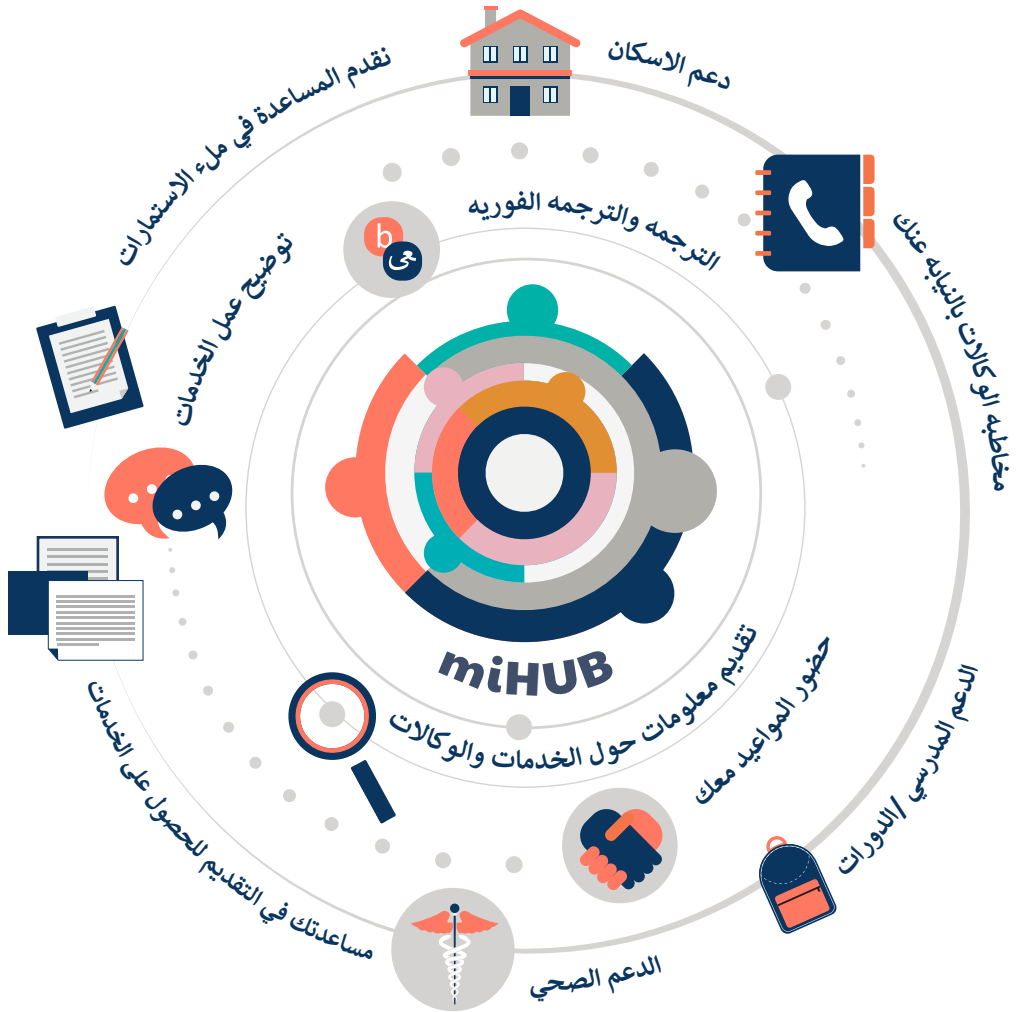 دعم الاسكان
نقدم المساعدة في ملء الاستمارات
مخاطبه الوكالات بالنيابه عنك
الترجمه والترجمه الفوريه
b
عى
توضيح عمل الخدمات
miHUB
تقديم معلومات حول الخدمات والوكالات
حضور المواعيد معك
الدعم المدرسي /الدورات
مساعدتك في التقديم للحصول على الخدمات
الدعم الصحي